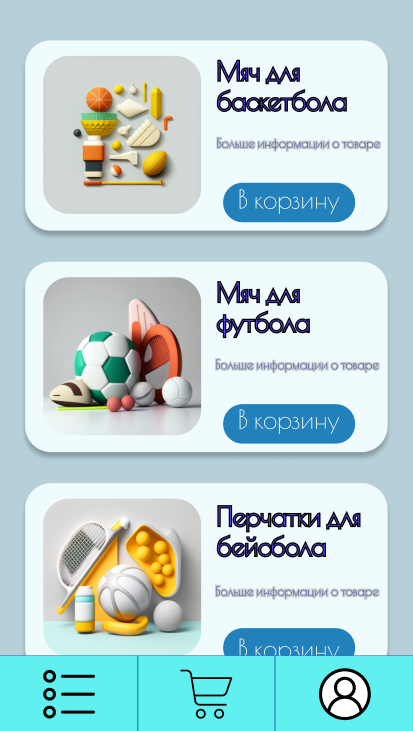 Мяч для
баскетбола
Больше информации о товаре
В корзину
Мяч для
футбола
Больше информации о товаре
В корзину
Перчатки для
бейсбола
Больше информации о товаре
В корзину